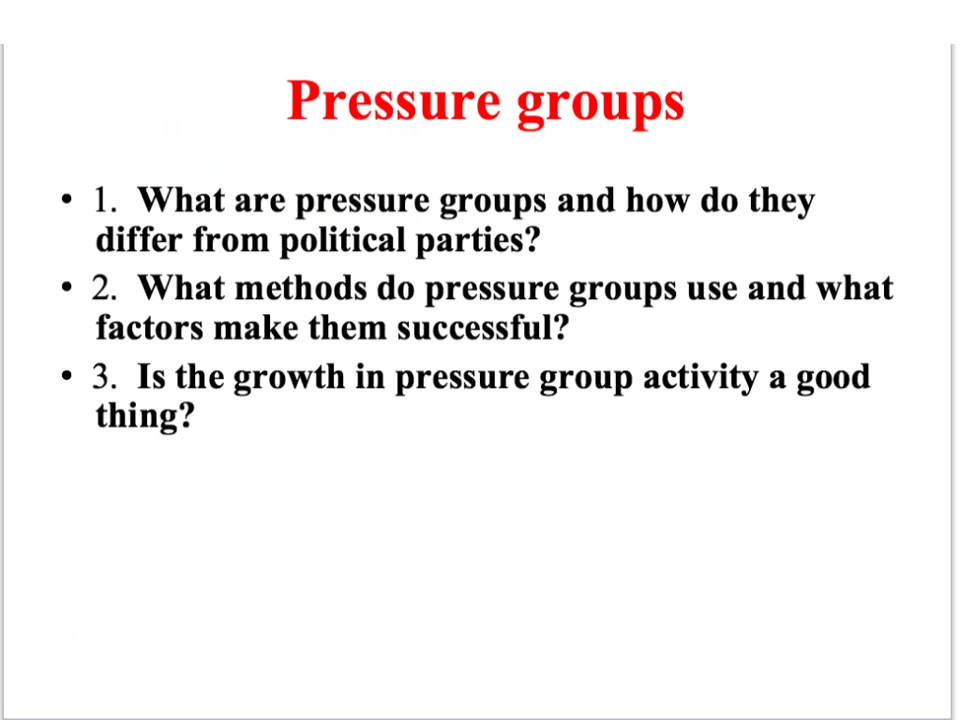 Pressure groups
• 1. What are pressure groups and how do they
differ from political parties?
• 2. What methods do pressure groups use and what
factors make them successful?
• 3. Is the growth in pressure group activity a good
thing?